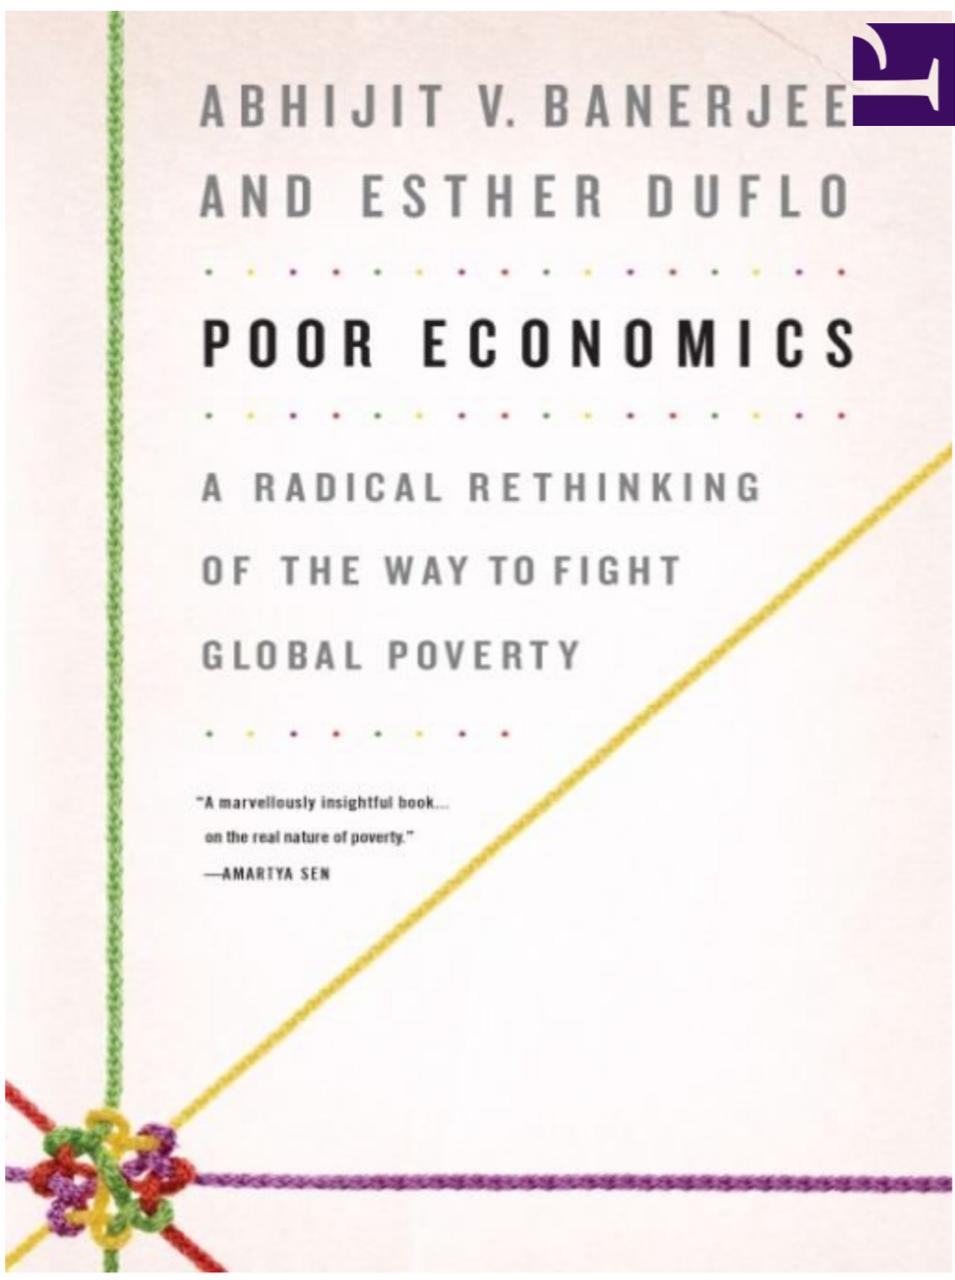 ABHIJIT V. BANERJEE
AND ESTHER DUFLO
POOR ECONOMICS
A RADICAL RETHINKING
OF THE WAY TO FIGHT
GLOBAL POVERTY
"A marvellously insightful book...
on the real nature of poverty."
—AMARTYA SEN